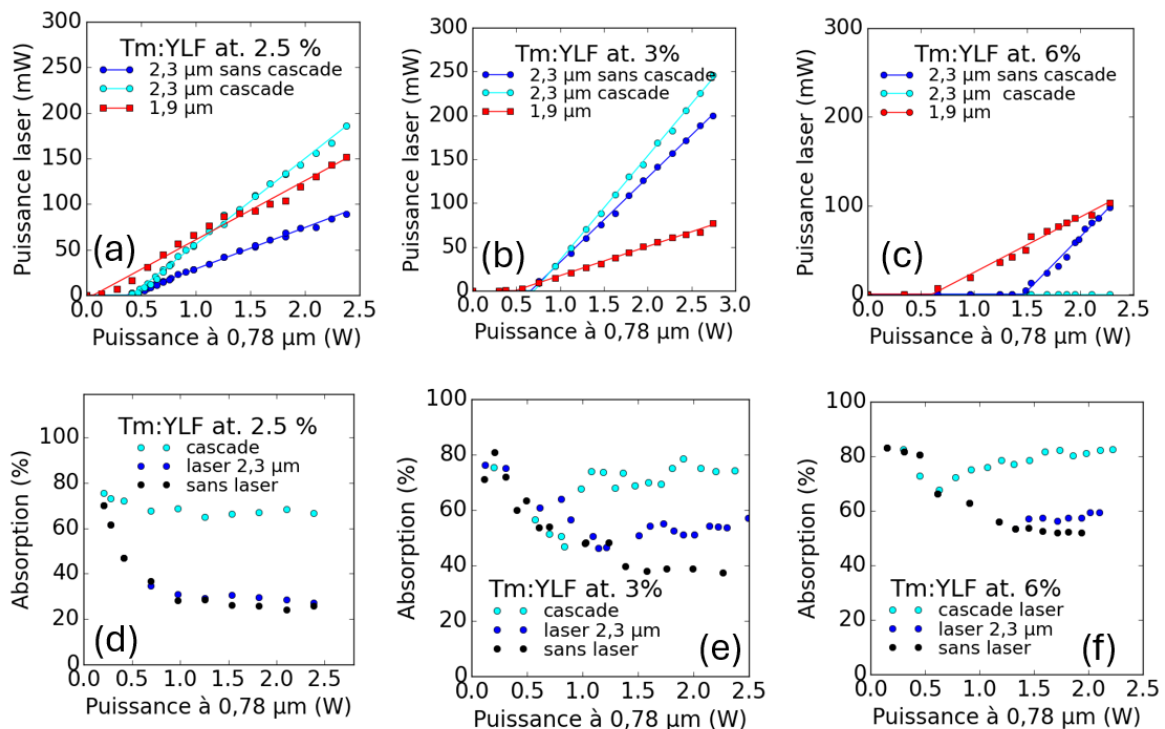 300
250
200
150
100
50
0
Puissance laser (mW)
Tm:YLF at. 2.5 %
2,3 µm sans cascade
2,3 µm cascade
1,9 µm
(a)
0.0 0.5 1.0 1.5 2.0 2.5
Puissance à 0,78 µm (W)
300
250
200
150
100
50
0
Puissance laser (mW)
Tm:YLF at. 3%
2,3 µm sans cascade
2,3 µm cascade
1,9 µm
(b)
0.0 0.5 1.0 1.5 2.0 2.5 3.0
Puissance à 0,78 µm (W)
300
200
100
0
Puissance laser (mW)
Tm:YLF at. 6%
2,3 µm sans cascade
2,3 µm cascade
1,9 µm
(c)
0.0 0.5 1.0 1.5 2.0 2.5
Puissance à 0,78 µm (W)
100
80
60
40
20
0
Absorption (%)
Tm:YLF at. 2.5 %
cascade
laser 2,3 µm
sans laser
(d)
0.0 0.5 1.0 1.5 2.0 2.5
Puissance à 0,78 µm (W)
100
80
60
40
20
0
Absorption (%)
Tm:YLF at. 3%
cascade
laser 2,3 µm
sans laser
(e)
0.0 0.5 1.0 1.5 2.0 2.5
Puissance à 0,78 µm (W)
100
80
60
40
20
0
Absorption (%)
Tm:YLF at. 6%
cascade laser
laser 2,3 µm
sans laser
(f)
0.0 0.5 1.0 1.5 2.0 2.5
Puissance à 0,78 µm (W)